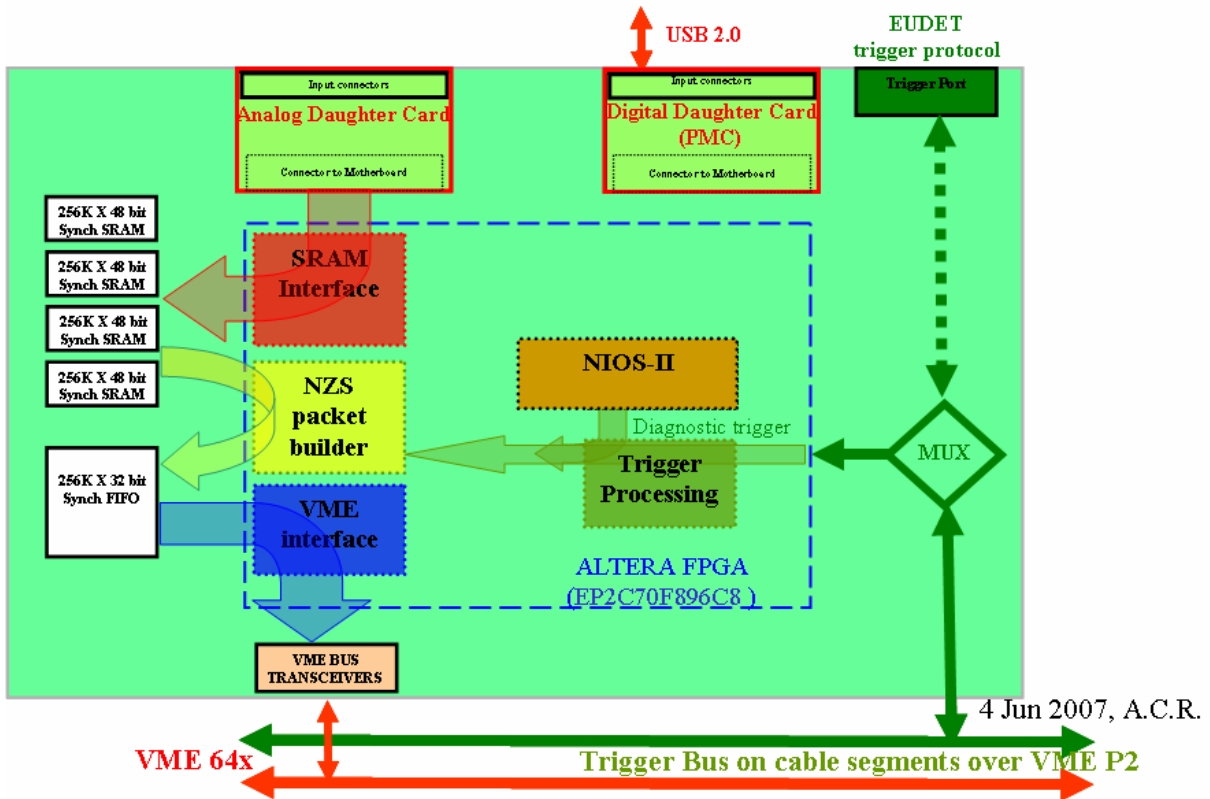 USB 2.0
EUDET
trigger protocol
Input connectors
Analog Daughter Card
Connector to Motherboard
Input connectors
Digital Daughter Card
(PMC)
Connector to Motherboard
Trigger Port
256K X 48 bit
Synch SRAM
256K X 48 bit
Synch SRAM
256K X 48 bit
Synch SRAM
256K X 48 bit
Synch SRAM
256K X 32 bit
Synch FIFO
SRAM
Interface
NZS
packet
builder
VME
interface
NIOS-II
Diagnostic trigger
Trigger
Processing
MUX
ALTERA FPGA
(EP2C70F896C8 )
VME BUS
TRANSCEIVERS
4 Jun 2007, A.C.R.
VME 64x
Trigger Bus on cable segments over VME P2